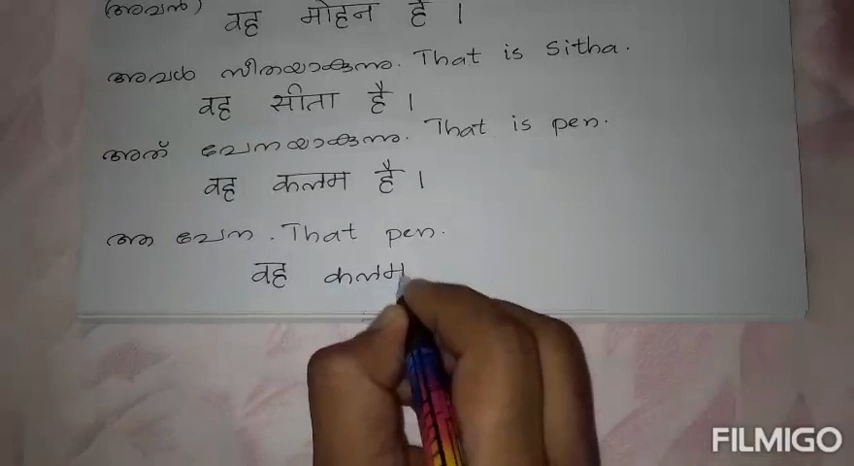 (അവൻ)
वह मोहन है ।
അവൾ സീതയാകുന്നു. That is Sitha.
वह सीता है ।
അത് പേനയാകുന്നു. That is pen.
वह कलम है ।
ആ പേന. That pen.
वह कलम
FILMIGO